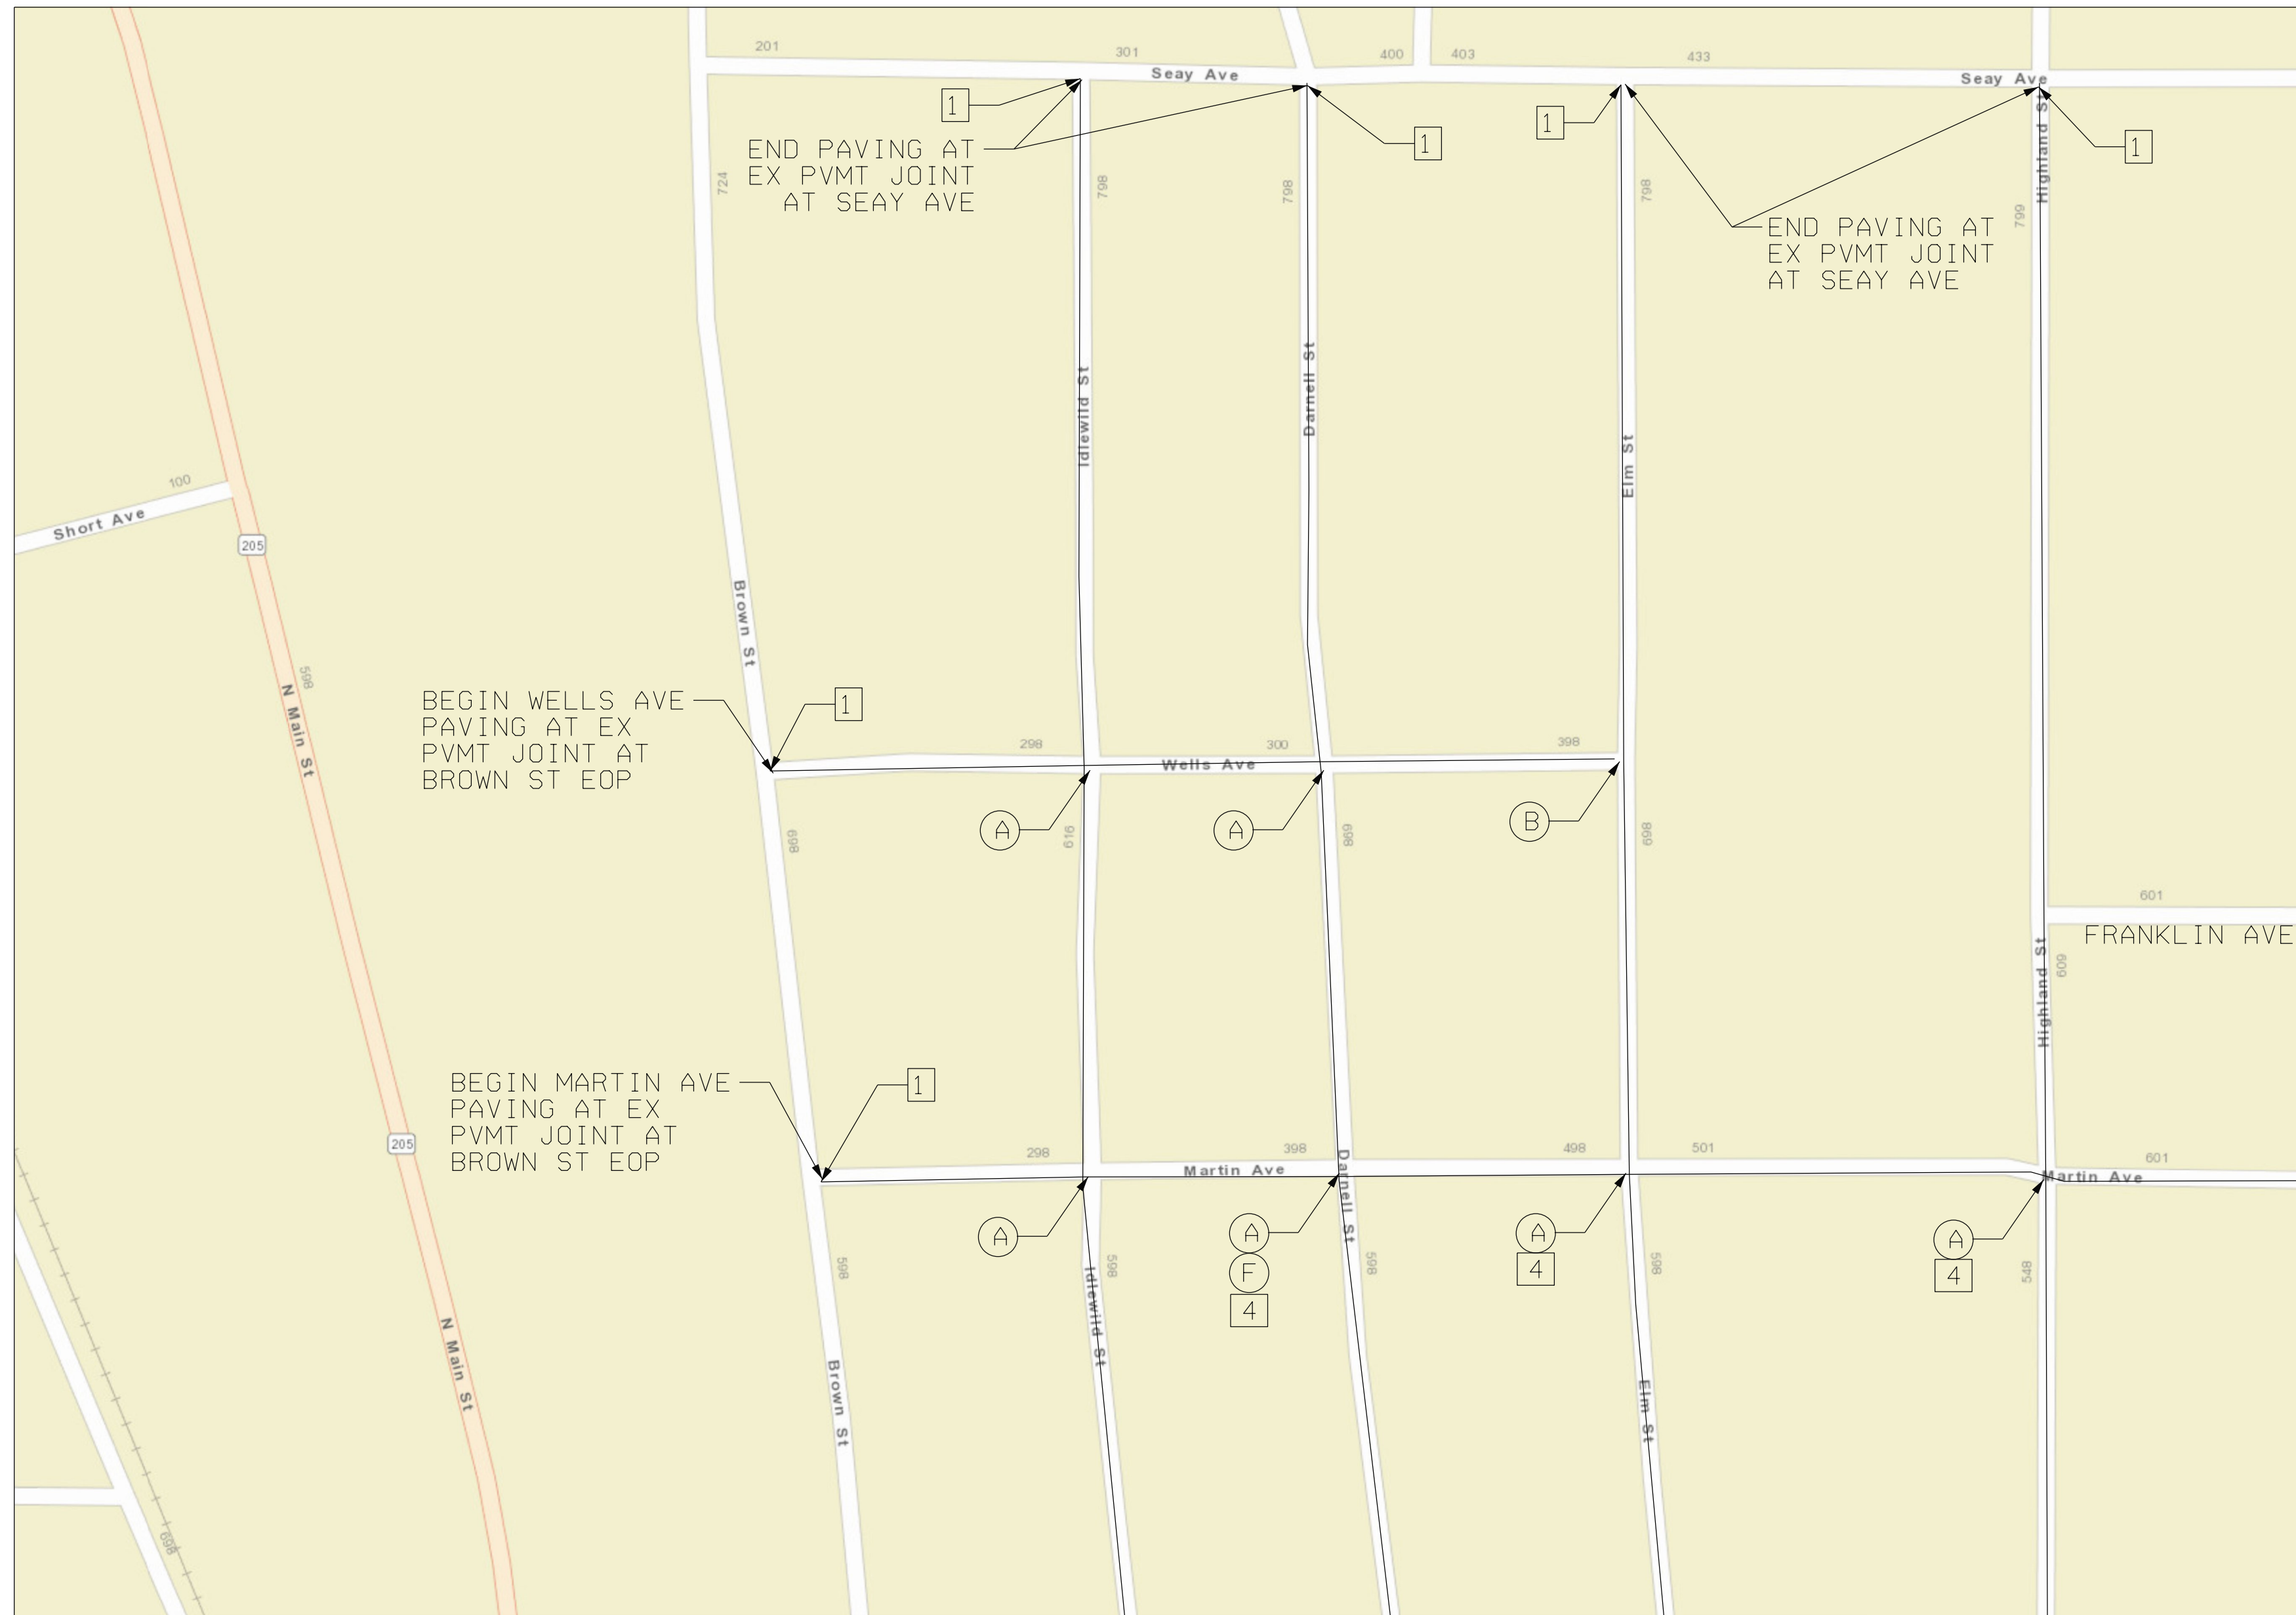 201
301
Seay Ave
400
403
433
Seay Ave
1
1
1
1
END PAVING AT
EX PVMT JOINT
AT SEAY AVE
724
798
798
798
Highland St
799
END PAVING AT
EX PVMT JOINT
AT SEAY AVE
Idlewild St
Darnell St
Elm St
100
Short Ave
205
Brown St
598
N Main St
BEGIN WELLS AVE
PAVING AT EX
PVMT JOINT AT
BROWN ST EOP
1
298
Wells Ave
300
398
A
A
B
698
616
698
698
601
FRANKLIN AVE
Highland St
609
BEGIN MARTIN AVE
PAVING AT EX
PVMT JOINT AT
BROWN ST EOP
1
205
298
Martin Ave
398
498
501
601
Martin Ave
A
A
F
4
A
4
A
4
598
598
Darnell St
598
598
548
Idlewild St
N Main St
Brown St
Elm St
698